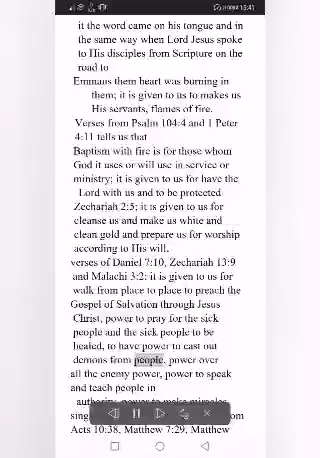 15:41
it the word came on his tongue and in
the same way when Lord Jesus spoke
to His disciples from Scripture on the
road to
Emmaus them heart was burning in
them; it is given to us to makes us
His servants, flames of fire.
Verses from Psalm 104:4 and 1 Peter
4:11 tells us that
Baptism with fire is for those whom
God it uses or will use in service or
ministry; it is given to us for have the
Lord with us and to be protected
Zechariah 2:5; it is given to us for
cleanse us and make us white and
clean gold and prepare us for worship
according to His will.
verses of Daniel 7:10, Zechariah 13:9
and Malachi 3:2; it is given to us for
walk from place to place to preach the
Gospel of Salvation through Jesus
Christ, power to pray for the sick
people and the sick people to be
healed, to have power to cast out
demons from people, power over
all the enemy power, power to speak
and teach people in
authority, power to make miracles
sing
om
Acts 10:38, Matthew 7:29, Matthew